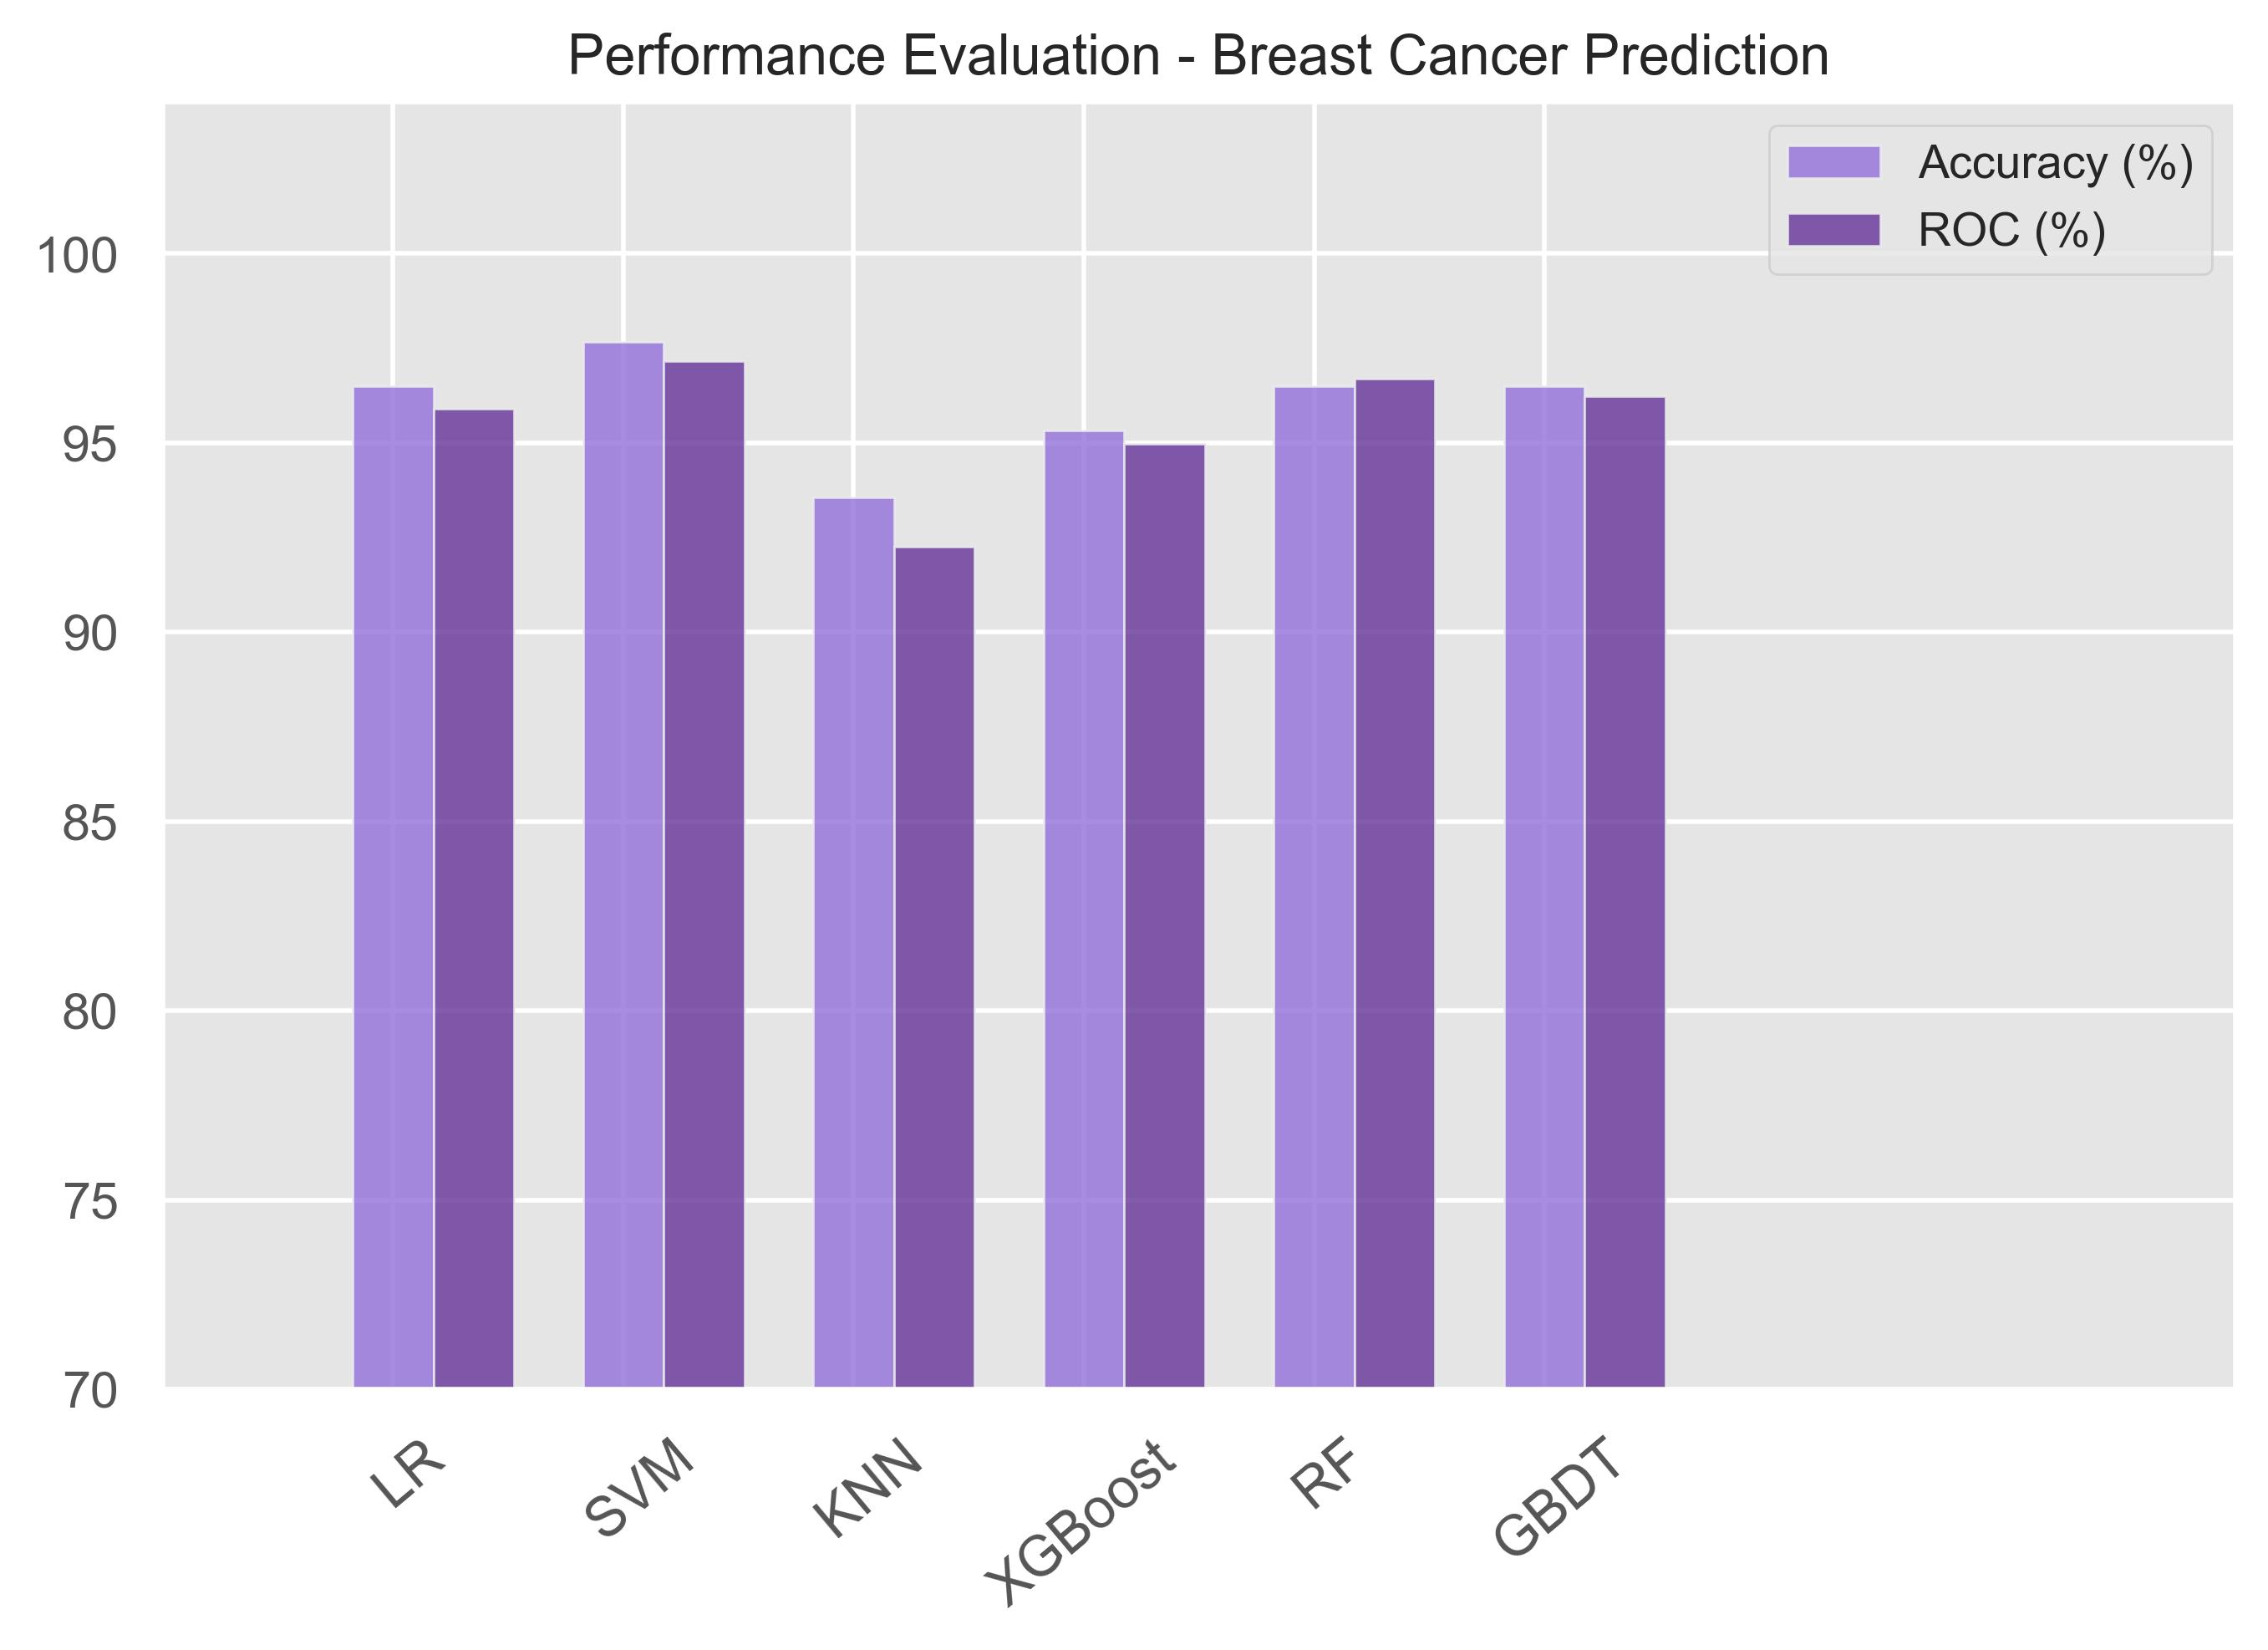 Performance Evaluation - Breast Cancer Prediction
Accuracy (%)
ROC (%)
100
95
90
85
80
75
70
LR
SVM
KNN
XGBoost
RF
GBDT